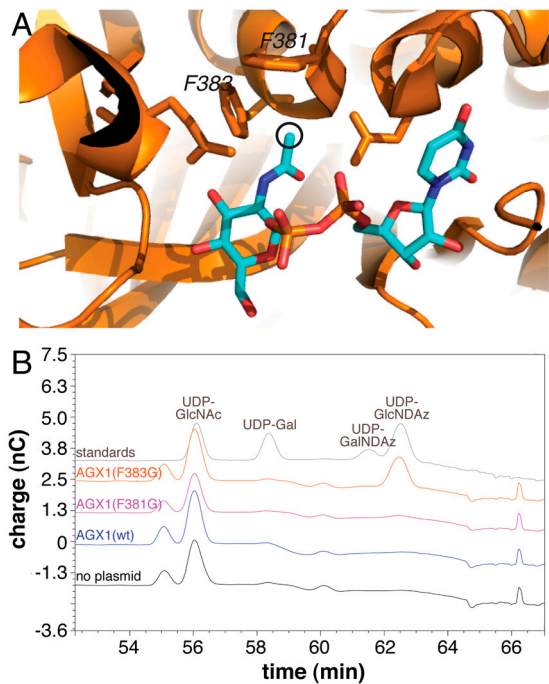 A
F381
F383
B
7.5
6.3
5.0
3.8
2.5
1.3
0
-1.3
-3.6
charge (nC)
UDP-
GlcNAc
UDP-Gal
UDP-
GalNDAz
UDP-
GlcNDAz
standards
AGX1(F383G)
AGX1(F381G)
AGX1(wt)
no plasmid
54
56
58
60
62
64
66
time (min)